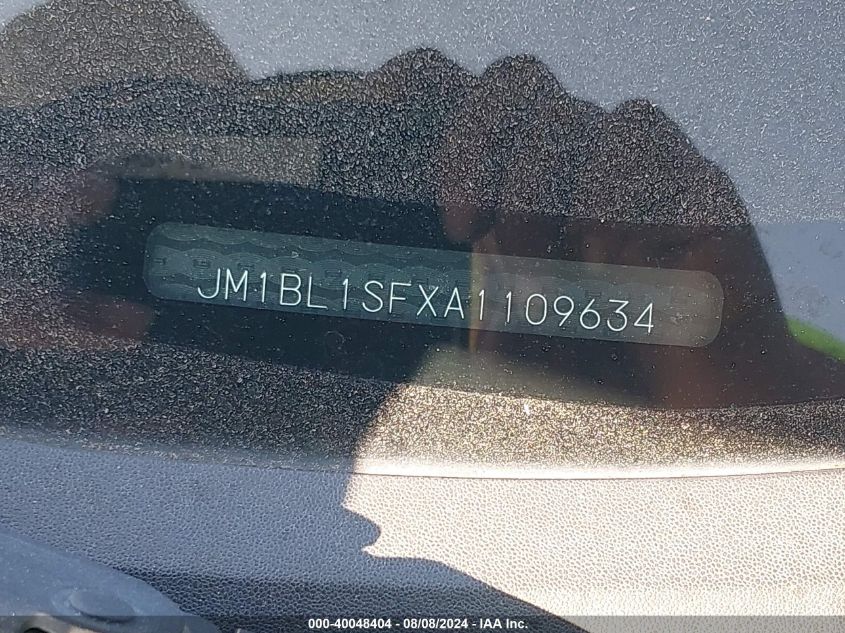 JM1BL1SFXA1109634
000-40048404 | 08/08/2024 | IAA, Inc.